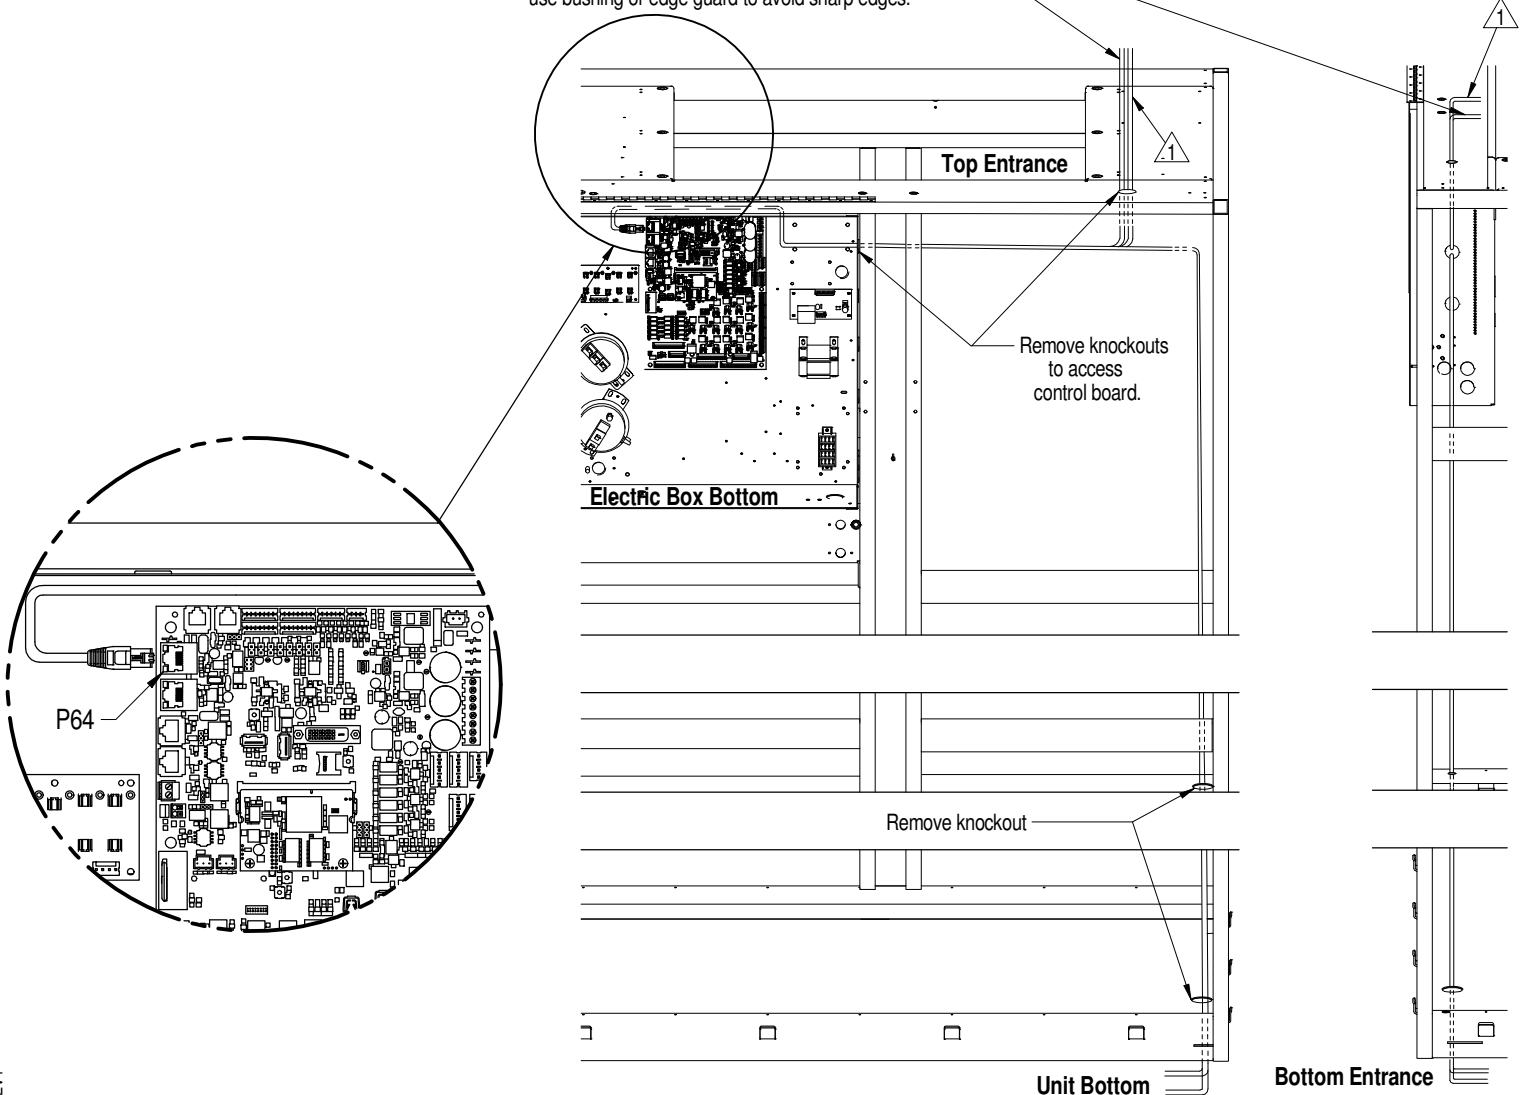 use bushing or edge guard to avoid sharp edges.
1
1
Top Entrance
Remove knockouts
to access
control board.
Electric Box Bottom
P64
Remove knockout
Unit Bottom
Bottom Entrance